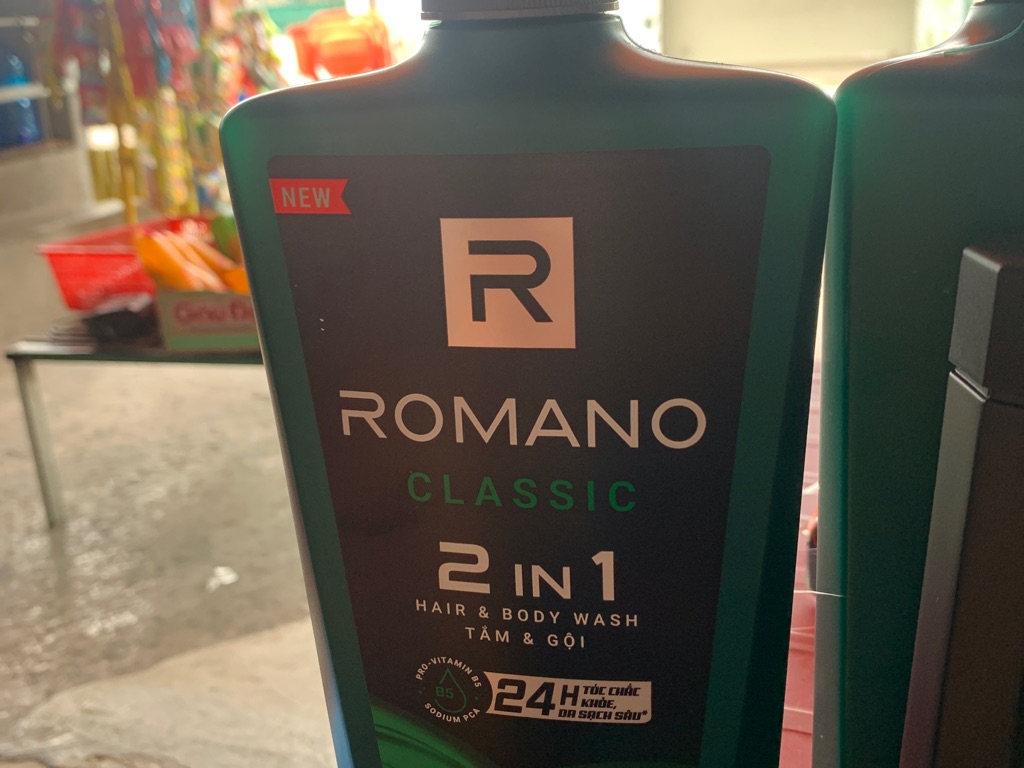 NEW
R
ROMANO
CLASSIC
2 IN 1
HAIR & BODY WASH
TẮM & GỘI
PRO-VITAMIN B5
B5
SODIUM PCA
24H
TÓC CHẮC
KHỎE,
DA SẠCH SÂU*